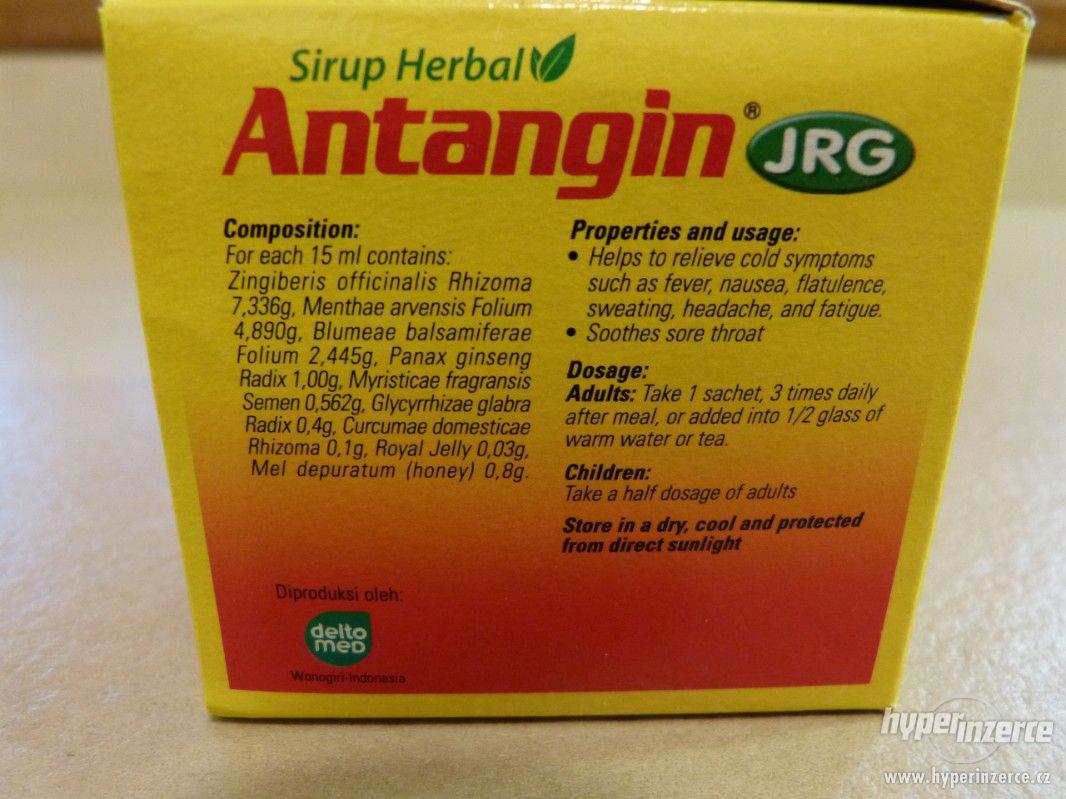 Sirup Herbal
Antangin® JRG
Composition:
For each 15 ml contains:
Zingiberis officinalis Rhizoma
7,336g, Menthae arvensis Folium
4,890g, Blumeae balsamiferae
Folium 2,445g, Panax ginseng
Radix 1,00g, Myristicae fragransis
Semen 0,562g, Glycyrrhizae glabra
Radix 0,4g, Curcumae domesticae
Rhizoma 0,1g, Royal Jelly 0,03g,
Mel depuratum (honey) 0,8g.
Properties and usage:
• Helps to relieve cold symptoms
such as fever, nausea, flatulence,
sweating, headache, and fatigue.
• Soothes sore throat
Dosage:
Adults: Take 1 sachet, 3 times daily
after meal, or added into 1/2 glass of
warm water or tea.
Children:
Take a half dosage of adults
Store in a dry, cool and protected
from direct sunlight
Diproduksi oleh:
delto
meD
Wonogiri-Indonesia
hyperinzerce
www.hyperinzerce.cz